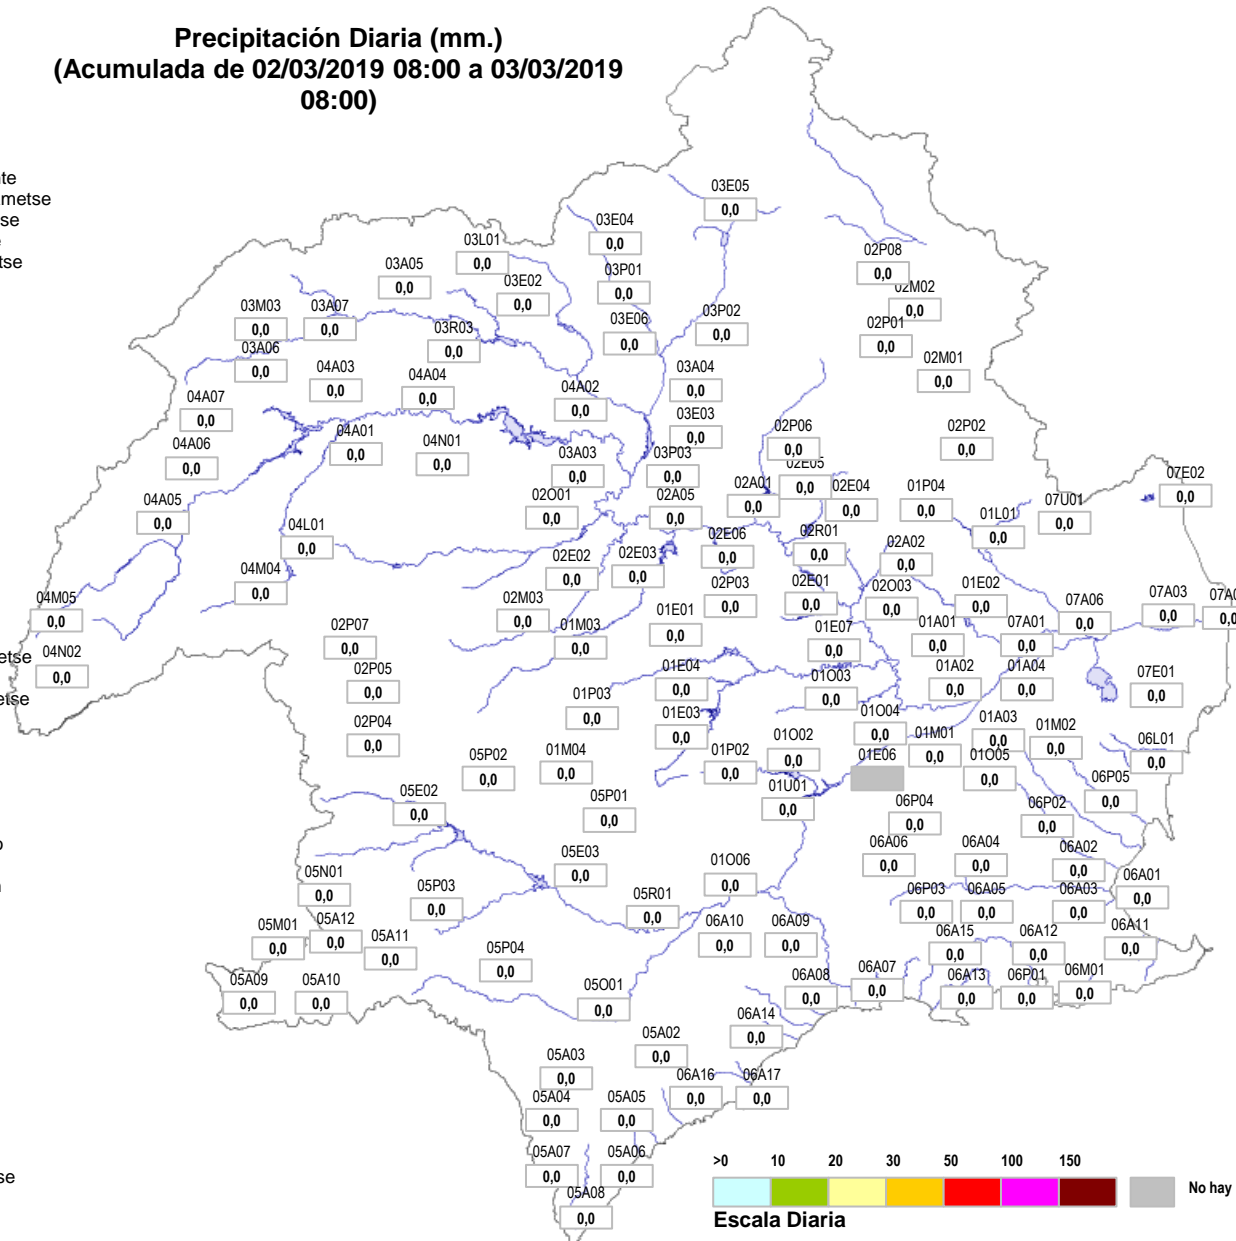 Precipitación Diaria (mm.)
(Acumulada de 02/03/2019 08:00 a 03/03/2019
08:00)
03E05
0,0
03E04
0,0
03L01
0,0
02P08
0,0
03A05
0,0
03P01
0,0
03E02
0,0
02M02
0,0
03M03
0,0
03A07
0,0
03P02
0,0
03E06
0,0
02P01
0,0
03R03
0,0
03A06
0,0
02M01
0,0
04A03
0,0
03A04
0,0
04A04
0,0
04A02
0,0
04A07
0,0
03E03
0,0
04A01
0,0
02P06
0,0
02P02
0,0
04A06
0,0
04N01
0,0
03A03
0,0
03P03
0,0
02E05
0,0
07E02
0,0
02A01
0,0
02E04
0,0
01P04
0,0
04A05
0,0
02O01
0,0
02A05
0,0
07U01
0,0
01L01
0,0
04L01
0,0
02E06
0,0
02R01
0,0
02A02
0,0
02E02
0,0
02E03
0,0
04M04
0,0
02P03
0,0
02E01
0,0
02O03
0,0
01E02
0,0
07A03
0,0
04M05
0,0
02M03
0,0
01E01
0,0
07A06
0,0
0,0
02P07
0,0
01M03
0,0
01E07
0,0
01A01
0,0
07A01
0,0
04N02
0,0
etse
02P05
0,0
01E04
0,0
01O03
0,0
01A02
0,0
01A04
0,0
07E01
0,0
01P03
0,0
02P04
0,0
01E03
0,0
01O04
0,0
01A03
0,0
01M02
0,0
01M01
0,0
06L01
0,0
05P02
0,0
01M04
0,0
01P02
0,0
01O02
0,0
01E06
01O05
0,0
05E02
0,0
05P01
0,0
01U01
0,0
06P05
0,0
06P04
0,0
06P02
0,0
05E03
0,0
06A06
0,0
06A04
0,0
06A02
0,0
05N01
0,0
05P03
0,0
01O06
0,0
06A01
0,0
05R01
0,0
06P03
0,0
06A05
0,0
06A03
0,0
05M01
0,0
05A12
0,0
05A11
0,0
06A10
0,0
06A09
0,0
06A15
0,0
06A12
0,0
06A11
0,0
05P04
0,0
05A09
0,0
05A10
0,0
05O01
0,0
06A08
0,0
06A07
0,0
06A13
0,0
06P01
0,0
06M01
0,0
06A14
0,0
05A02
0,0
05A03
0,0
06A16
0,0
06A17
0,0
05A04
0,0
05A05
0,0
05A07
0,0
05A06
0,0
05A08
0,0
>0 10 20 30 50 100 150
No hay
Escala Diaria